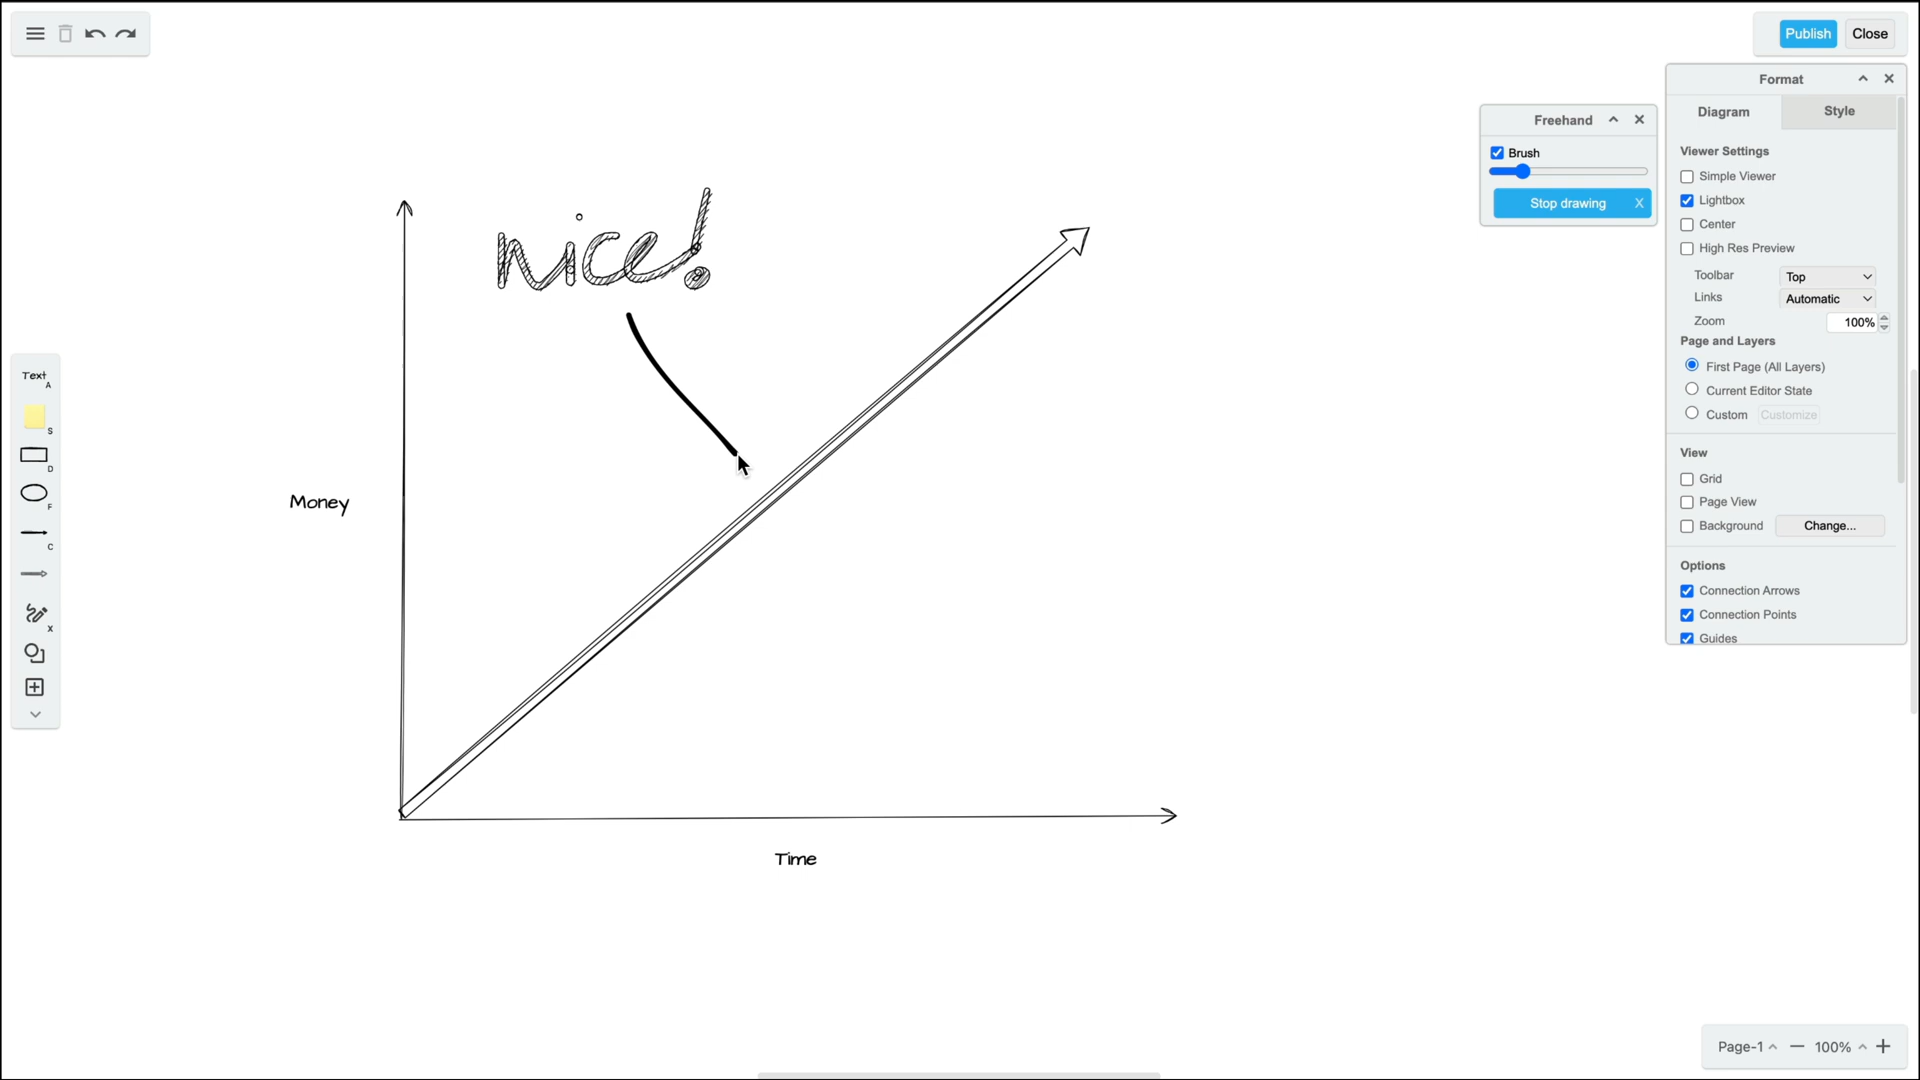 Publish
Close
Format
Diagram
Style
Viewer Settings
Simple Viewer
Lightbox
Center
High Res Preview
Toolbar Top
Links Automatic
Zoom 100%
Page and Layers
First Page (All Layers)
Current Editor State
Custom Customize
View
Grid
Page View
Background Change...
Options
Connection Arrows
Connection Points
Guides
Freehand
Brush
Stop drawing X
nice!
Money
Time
Text A
S
D
F
C
X
Page-1
100%